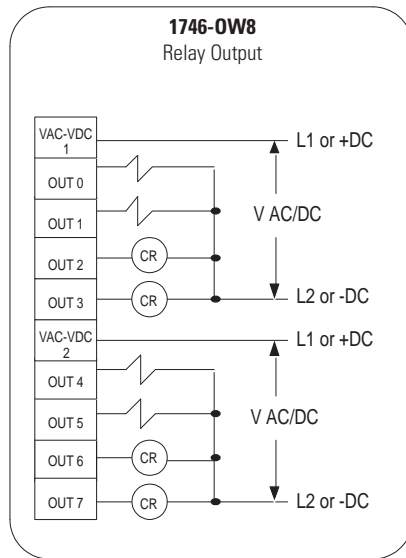 1746-OW8
Relay Output
VAC-VDC
1
L1 or +DC
OUT 0
OUT 1
V AC/DC
OUT 2
CR
OUT 3
CR
L2 or -DC
VAC-VDC
2
L1 or +DC
OUT 4
OUT 5
V AC/DC
OUT 6
CR
OUT 7
CR
L2 or -DC